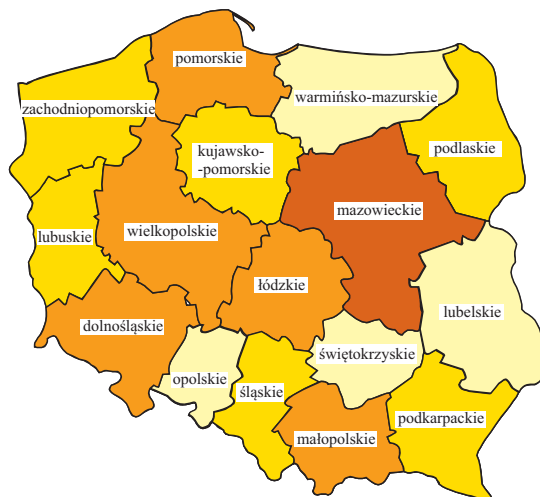 pomorskie
warmińsko-mazurskie
zachodniopomorskie
kujawsko-
-pomorskie
podlaskie
mazowieckie
wielkopolskie
lubuskie
łódzkie
lubelskie
dolnośląskie
świętokrzyskie
opolskie
śląskie
podkarpackie
małopolskie